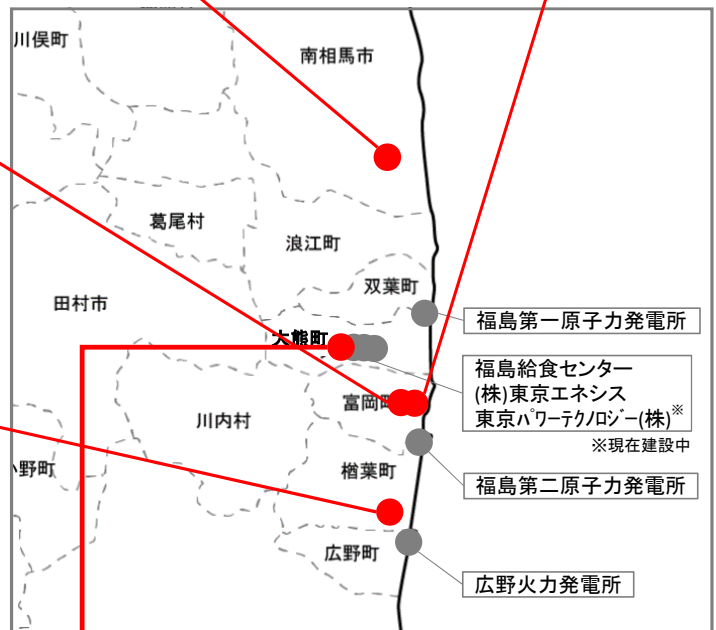 川俣町
南相馬市
葛尾村
浪江町
双葉町
田村市
福島第一原子力発電所
大熊町
福島給食センター
(株)東京エネシス
東京パワーテクノロジー(株)※
※現在建設中
富岡町
川内村
楢葉町
野町
福島第二原子力発電所
広野町
広野火力発電所